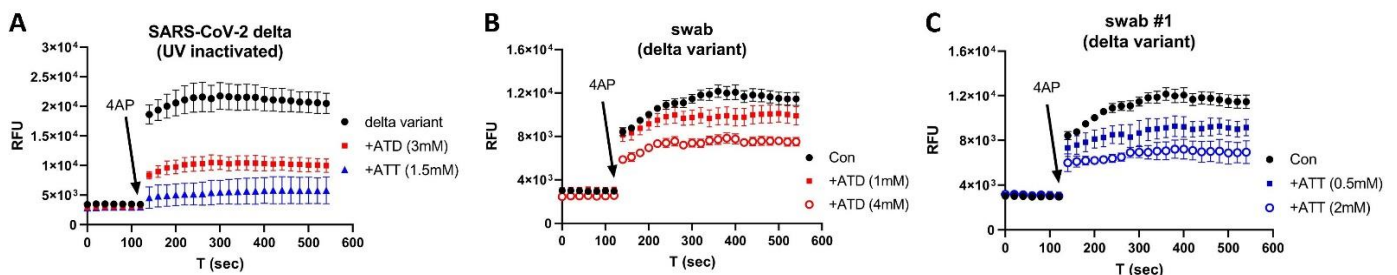 A
SARS-CoV-2 delta
(UV inactivated)
3×10⁴
2.5×10⁴
2×10⁴
1.5×10⁴
1×10⁴
5×10³
0
RFU
4AP
delta variant
+ATD (3mM)
+ATT (1.5mM)
0 100 200 300 400 500 600
T (sec)
B
swab
(delta variant)
1.6×10⁴
1.2×10⁴
8×10³
4×10³
0
RFU
4AP
Con
+ATD (1mM)
+ATD (4mM)
0 100 200 300 400 500 600
T (sec)
C
swab #1
(delta variant)
1.6×10⁴
1.2×10⁴
8×10³
4×10³
0
RFU
4AP
Con
+ATT (0.5mM)
+ATT (2mM)
0 100 200 300 400 500 600
T (sec)